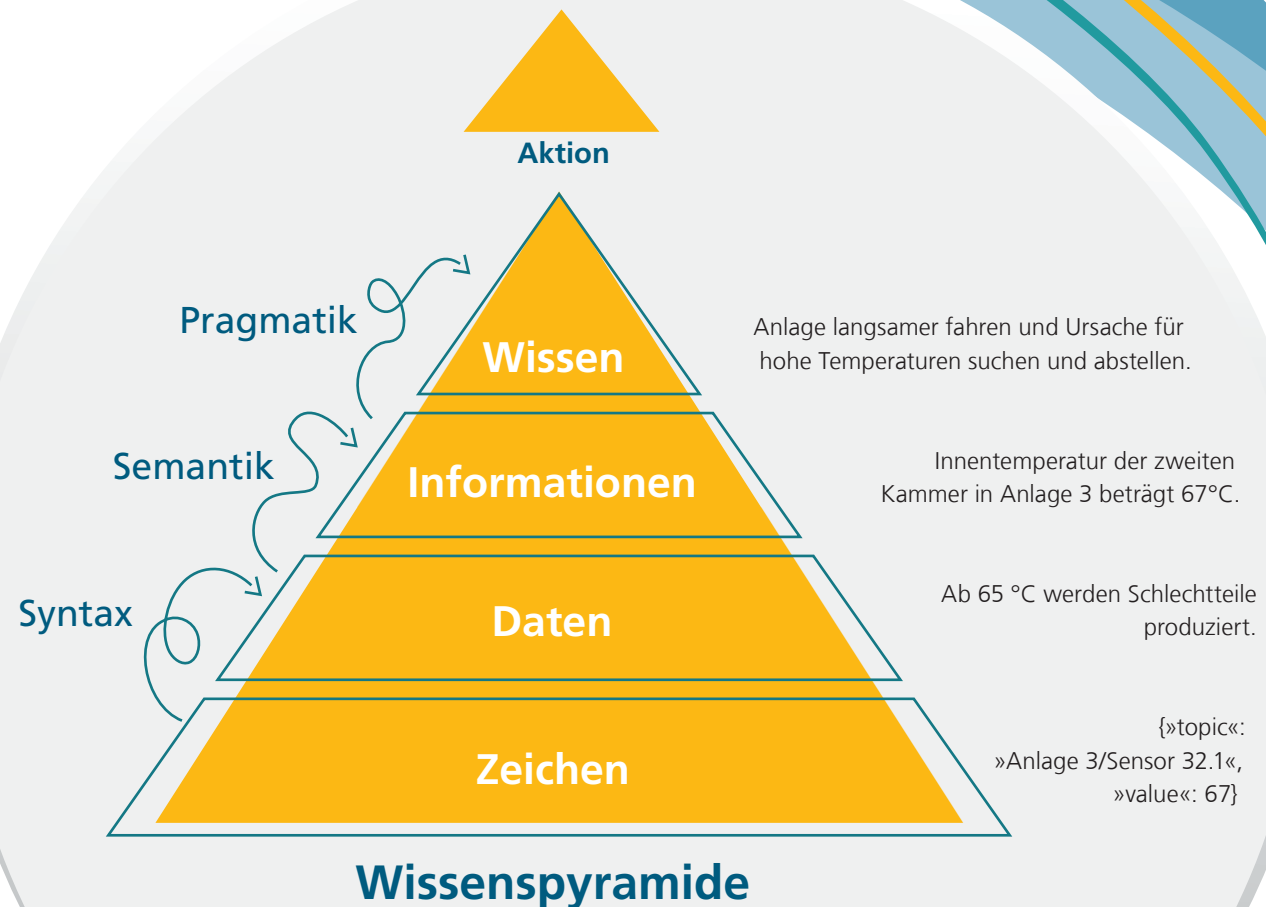 Aktion
Pragmatik
Wissen
Anlage langsamer fahren und Ursache für
hohe Temperaturen suchen und abstellen.
Semantik
Informationen
Innentemperatur der zweiten
Kammer in Anlage 3 beträgt 67°C.
Syntax
Daten
Ab 65 °C werden Schlechtteile
produziert.
Zeichen
{»topic«:
»Anlage 3/Sensor 32.1«,
»value«: 67}
Wissenspyramide